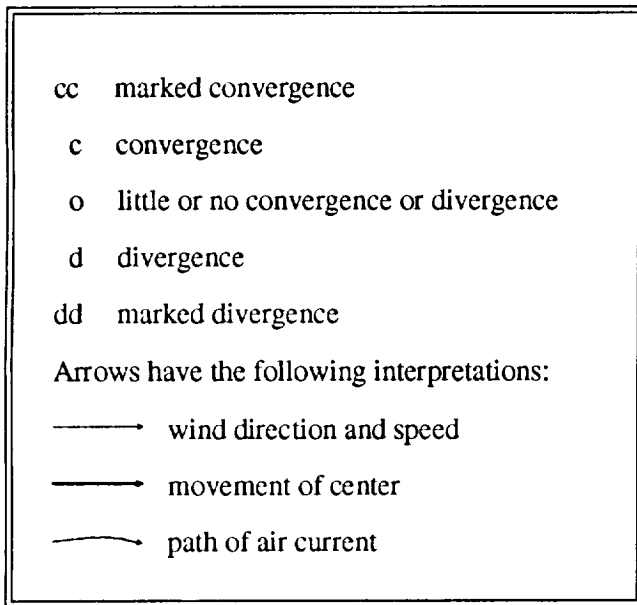 cc marked convergence
c convergence
o little or no convergence or divergence
d divergence
dd marked divergence
Arrows have the following interpretations:
wind direction and speed
movement of center
path of air current